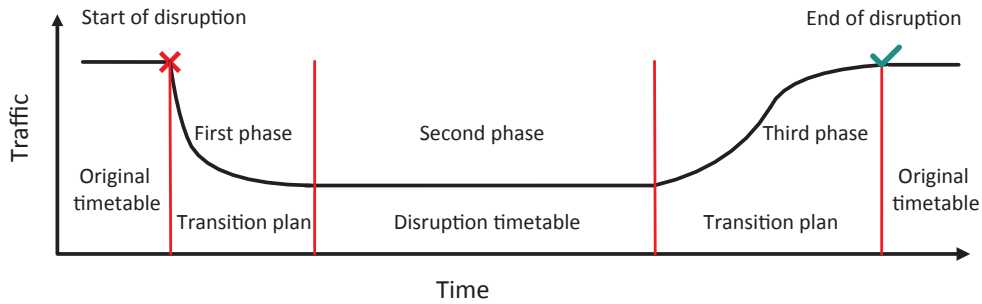 Start of disruption
End of disruption
Traffic
First phase
Second phase
Third phase
Original
timetable
Transition plan
Disruption timetable
Transition plan
Original
timetable
Time